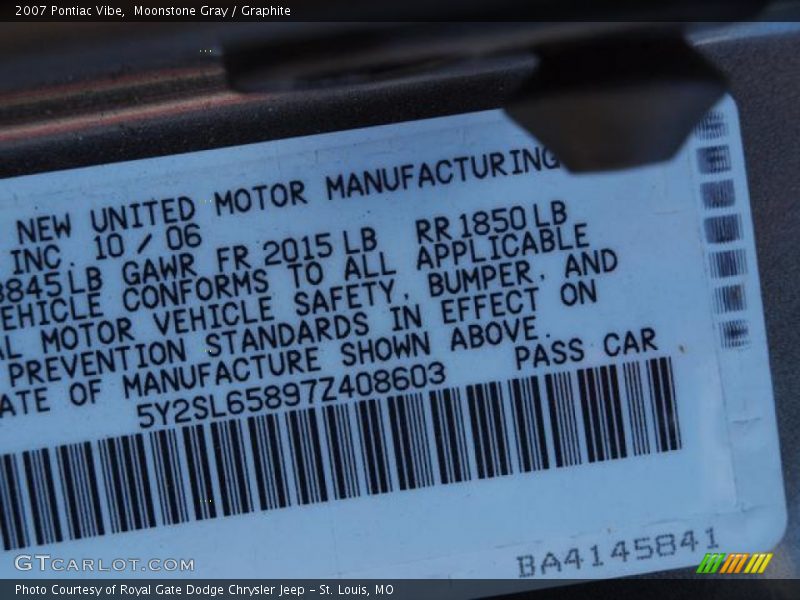 2007 Pontiac Vibe, Moonstone Gray / Graphite
NEW UNITED MOTOR MANUFACTURING
INC. 10 / 06
3845 LB GAWR FR 2015 LB RR 1850 LB
VEHICLE CONFORMS TO ALL APPLICABLE
AL MOTOR VEHICLE SAFETY, BUMPER, AND
PREVENTION STANDARDS IN EFFECT ON
ATE OF MANUFACTURE SHOWN ABOVE.
5Y2SL65897Z408603 PASS CAR
BA4145841
GTCARLOT.COM
Photo Courtesy of Royal Gate Dodge Chrysler Jeep - St. Louis, MO